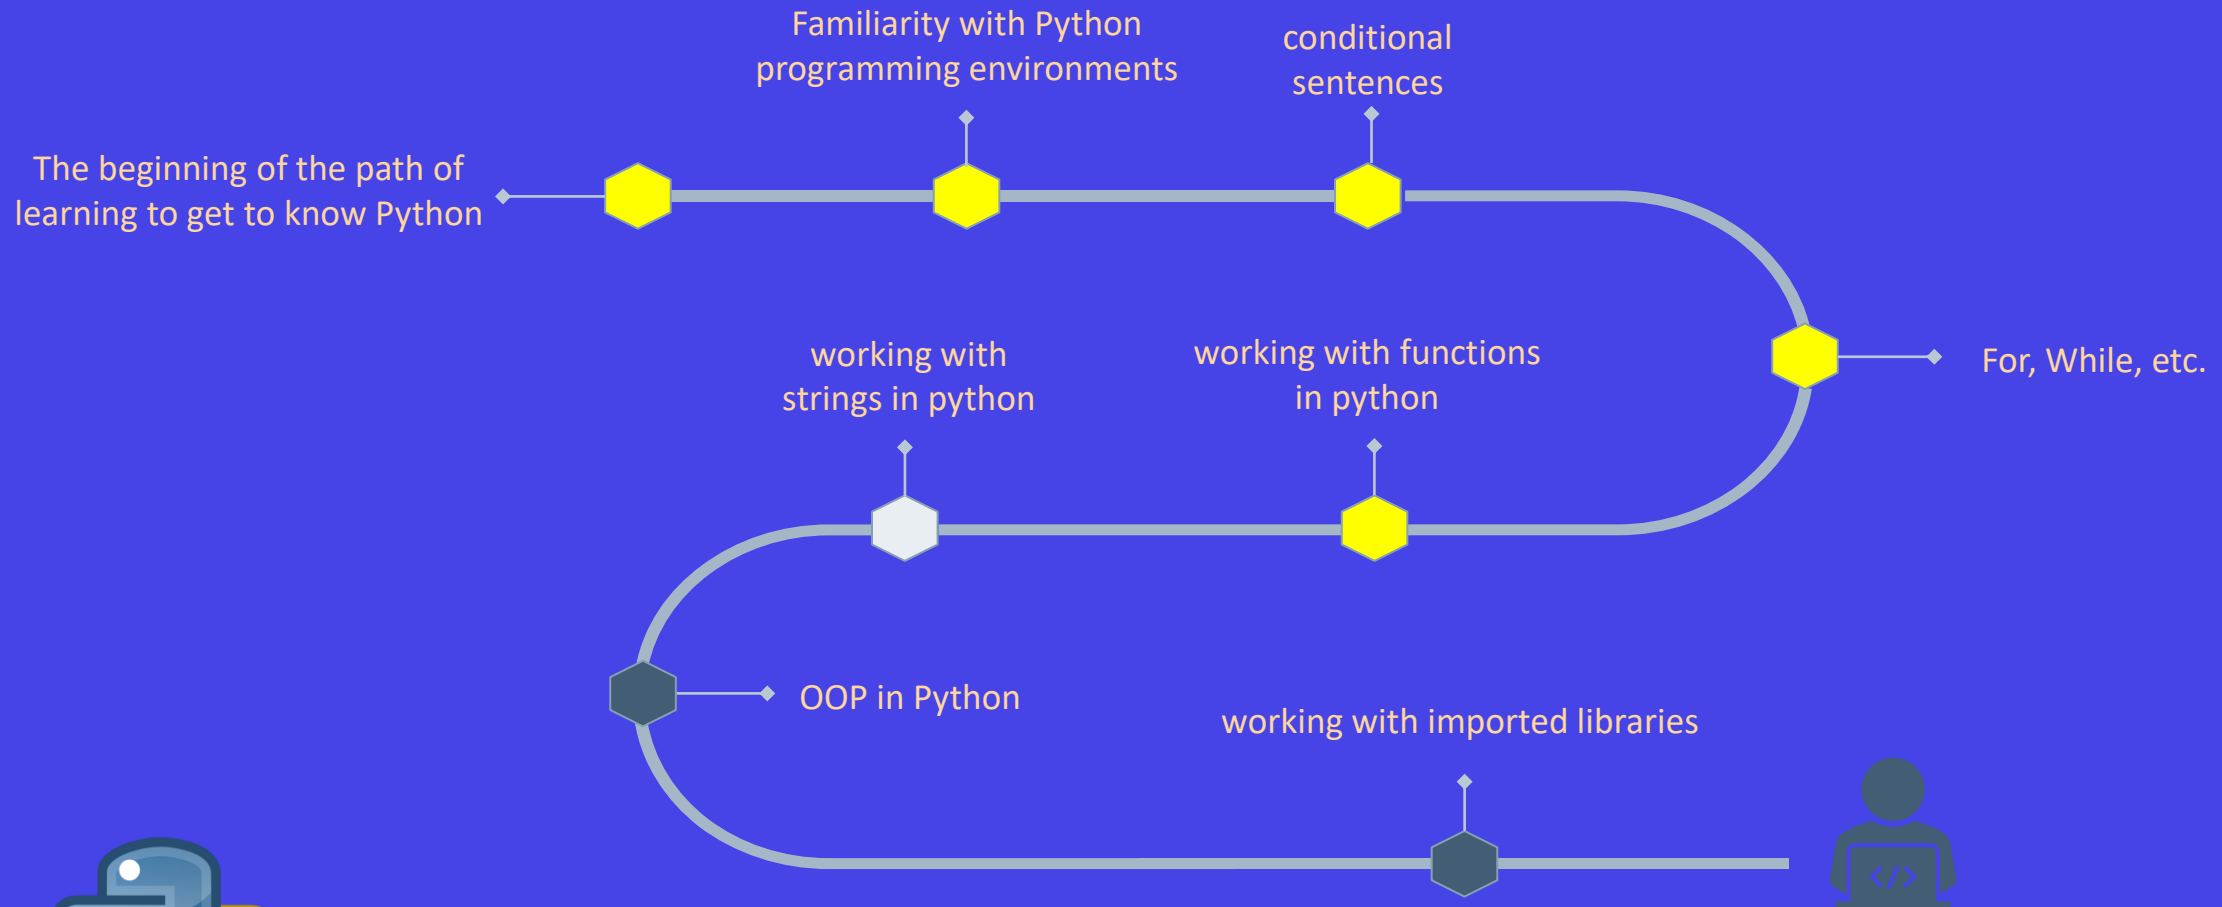 The beginning of the path of
learning to get to know Python
Familiarity with Python
programming environments
conditional
sentences
For, While, etc.
working with functions
in python
working with
strings in python
OOP in Python
working with imported libraries
</>